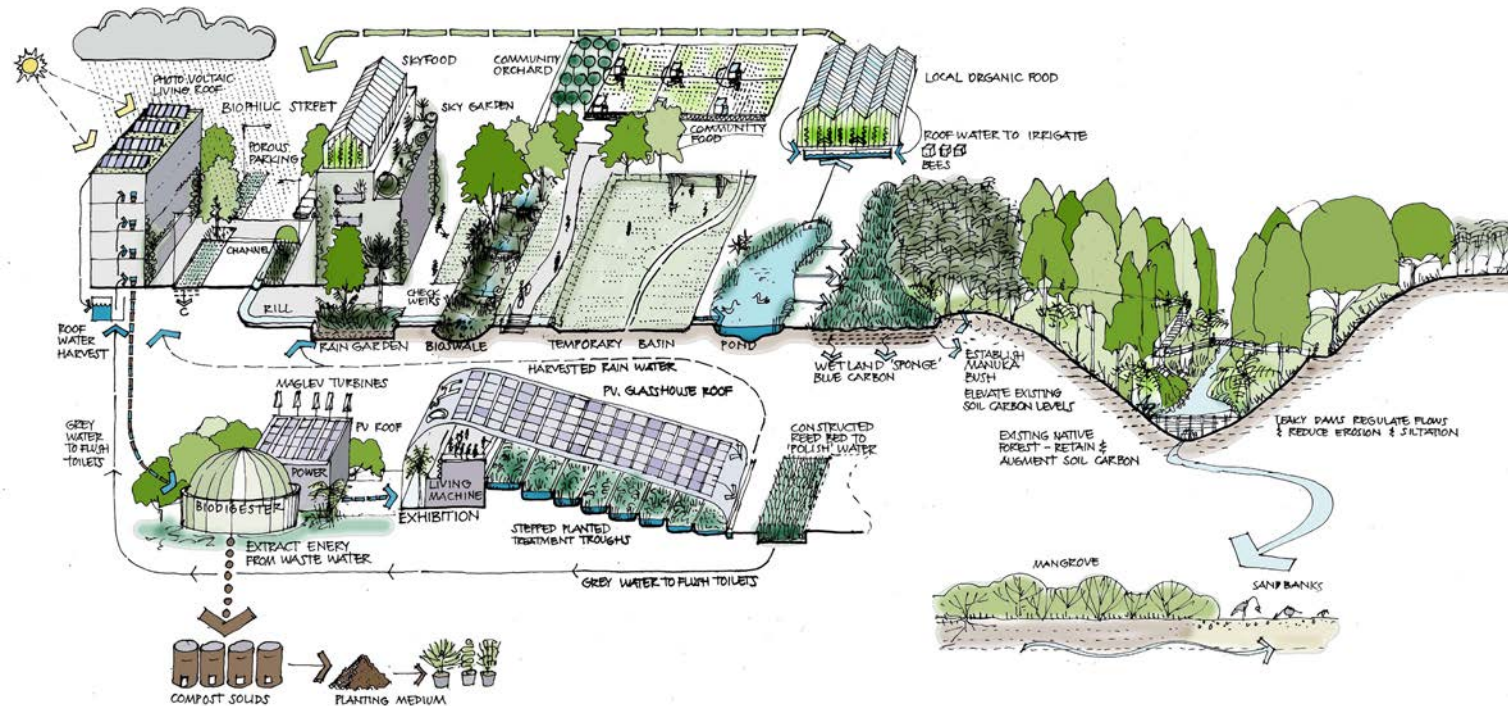 PHOTO-VOLTAIC
LIVING ROOF
BIOPHILIC STREET
POROUS
PARKING
SKYFOOD
SKY GARDEN
COMMUNITY
ORCHARD
COMMUNITY
FOOD
LOCAL ORGANIC FOOD
ROOF WATER TO IRRIGATE
BEES
CHANNEL
RILL
CHECK
WEIRS
ROOF
WATER
HARVEST
RAIN GARDEN
BIOSWALE
TEMPORARY BASIN
POND
HARVESTED RAIN WATER
WETLAND 'SPONGE'
BLUE CARBON
ESTABLISH
MANUKA
BUSH
ELEVATE EXISTING
SOIL CARBON LEVELS
EXISTING NATIVE
FOREST - RETAIN &
AUGMENT SOIL CARBON
LEAKY DAMS REGULATE FLOWS
& REDUCE EROSION & SILTATION
GREY
WATER
TO FLUSH
TOILETS
MAGLEV TURBINES
PV ROOF
POWER
BIODIGESTER
EXTRACT ENERY
FROM WASTE WATER
LIVING
MACHINE
EXHIBITION
PV. GLASSHOUSE ROOF
STEPPED PLANTED
TREATMENT TROUGHS
CONSTRUCTED
REED BED TO
'POLISH' WATER
GREY WATER TO FLUSH TOILETS
MANGROVE
SAND BANKS
COMPOST SOLIDS
PLANTING MEDIUM